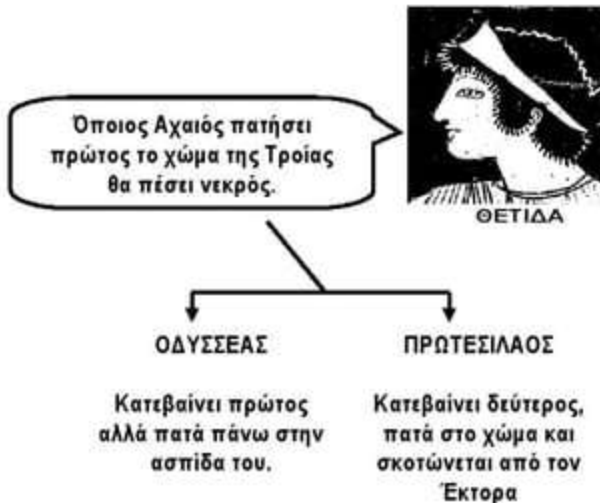 Όποιος Αχαιός πατήσει
πρώτος το χώμα της Τροίας
θα πέσει νεκρός.
ΘΕΤΙΔΑ
ΟΔΥΣΣΕΑΣ
Κατεβαίνει πρώτος
αλλά πατά πάνω στην
ασπίδα του.
ΠΡΩΤΕΣΙΛΑΟΣ
Κατεβαίνει δεύτερος,
πατά στο χώμα και
σκοτώνεται από τον
Έκτορα